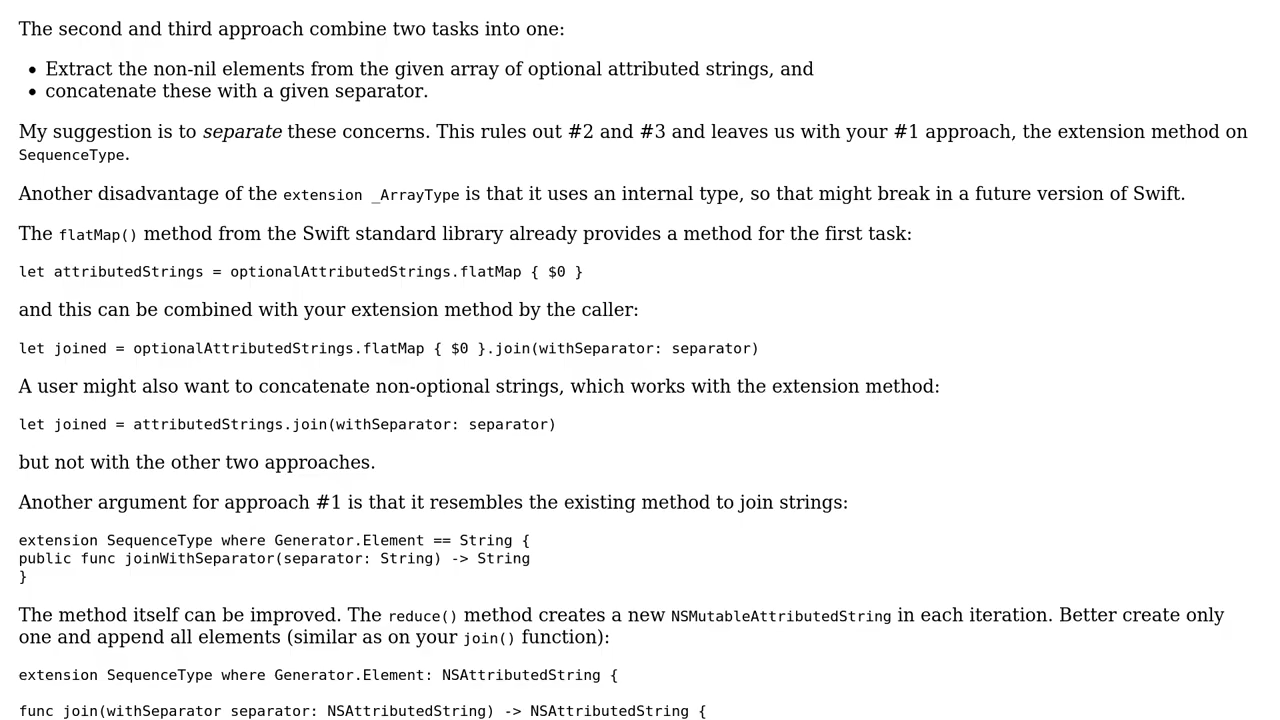 The second and third approach combine two tasks into one:
• Extract the non-nil elements from the given array of optional attributed strings, and
• concatenate these with a given separator.
My suggestion is to separate these concerns. This rules out #2 and #3 and leaves us with your #1 approach, the extension method on
SequenceType.
Another disadvantage of the extension _ArrayType is that it uses an internal type, so that might break in a future version of Swift.
The flatMap() method from the Swift standard library already provides a method for the first task:
let attributedStrings = optionalAttributedStrings.flatMap { $0 }
and this can be combined with your extension method by the caller:
let joined = optionalAttributedStrings.flatMap { $0 }.join(withSeparator: separator)
A user might also want to concatenate non-optional strings, which works with the extension method:
let joined = attributedStrings.join(withSeparator: separator)
but not with the other two approaches.
Another argument for approach #1 is that it resembles the existing method to join strings:
extension SequenceType where Generator.Element == String {
public func joinWithSeparator(separator: String) -> String
}
The method itself can be improved. The reduce() method creates a new NSMutableAttributedString in each iteration. Better create only
one and append all elements (similar as on your join() function):
extension SequenceType where Generator.Element: NSAttributedString {
func join(withSeparator separator: NSAttributedString) -> NSAttributedString {